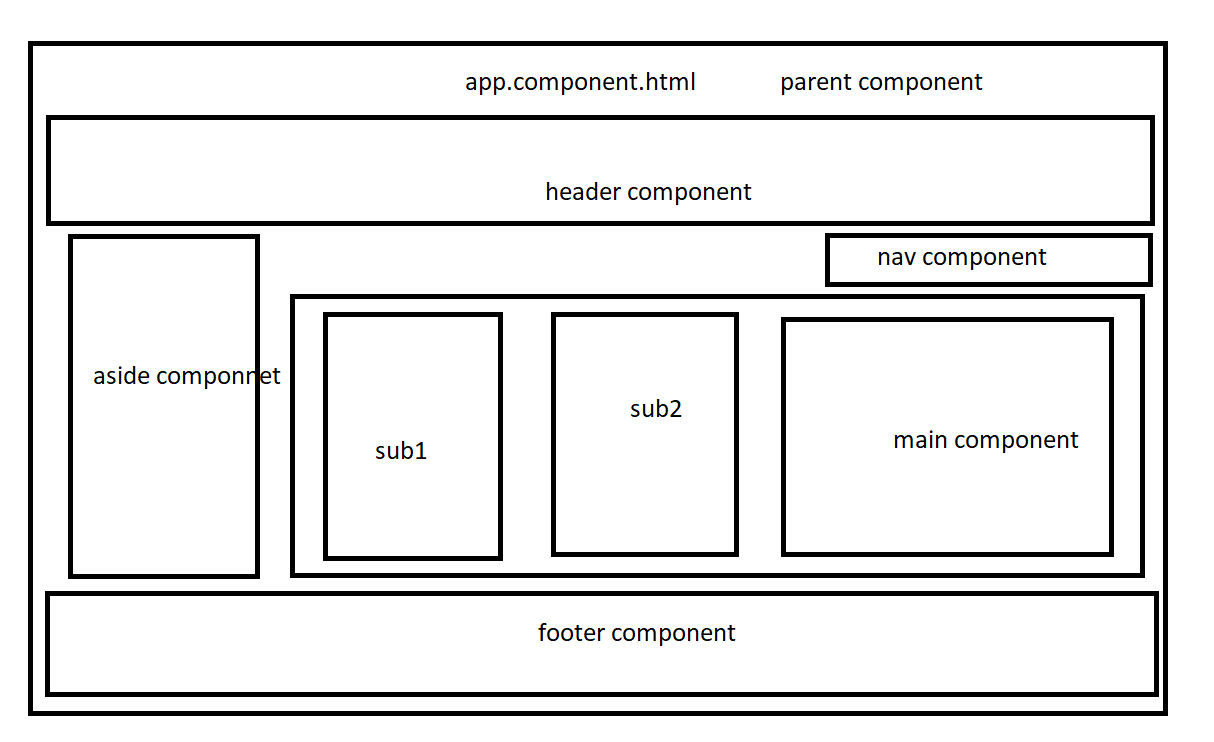 app.component.html parent component
header component
nav component
aside componnet
sub1
sub2
main component
footer component